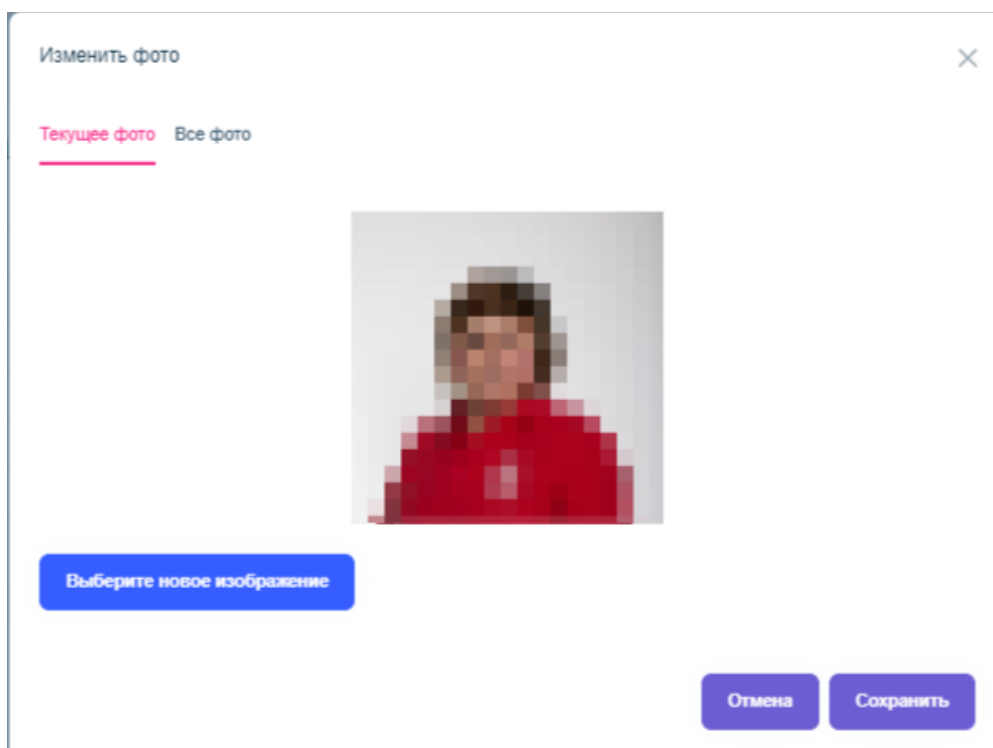 Изменить фото
Текущее фото Все фото
Выберите новое изображение
Отмена Сохранить